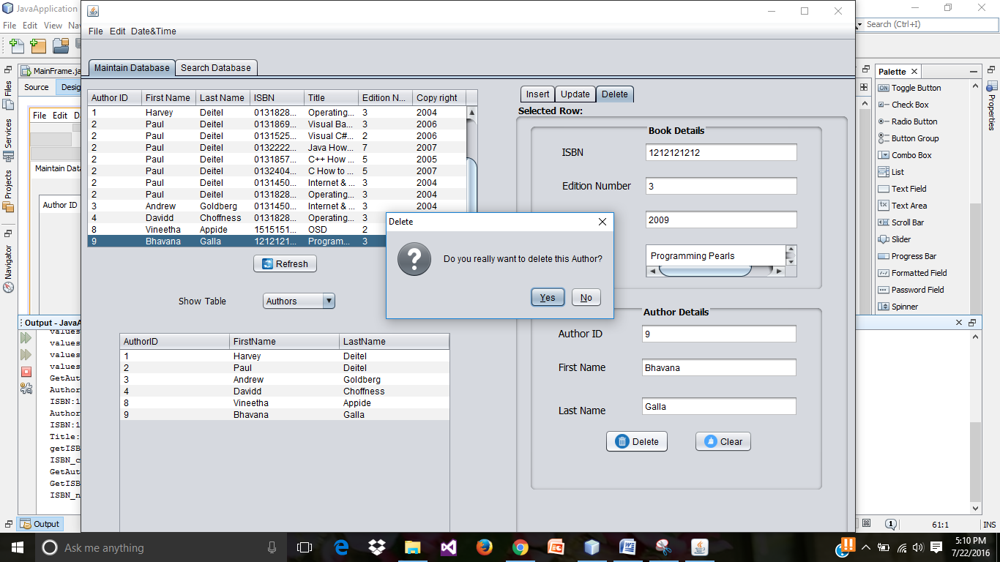 JavaApplication
File Edit View Nav
Search (Ctrl+I)
File Edit Date&Time
Maintain Database Search Database
MainFrame.ja
Source Desig
File Edit D
Maintain Data
Author ID
Files
Services
Projects
Navigator
Author ID First Name Last Name ISBN Title Edition N... Copy right
1 Harvey Deitel 0131828... Operating... 3 2004
2 Paul Deitel 0131869... Visual Ba... 3 2006
2 Paul Deitel 0131525... Visual C#... 2 2006
2 Paul Deitel 0132222... Java How... 7 2007
2 Paul Deitel 0131857... C++ How ... 5 2005
2 Paul Deitel 0132404... C How to ... 5 2007
2 Paul Deitel 0131450... Internet & ... 3 2004
2 Paul Deitel 0131828... Operating... 3 2004
3 Andrew Goldberg 0131450... Internet & ... 3 2004
4 Davidd Choffness 0131828... Operating... 3
8 Vineetha Appide 1515151... OSD 2
9 Bhavana Galla 1212121... Program... 3
Refresh
Show Table Authors
AuthorID FirstName LastName
1 Harvey Deitel
2 Paul Deitel
3 Andrew Goldberg
4 Davidd Choffness
8 Vineetha Appide
9 Bhavana Galla
Delete
Do you really want to delete this Author?
Yes No
Insert Update Delete
Selected Row:
Book Details
ISBN 1212121212
Edition Number 3
2009
Programming Pearls
Author Details
Author ID 9
First Name Bhavana
Last Name Galla
Delete Clear
Palette
Toggle Button
Check Box
Radio Button
Button Group
Combo Box
List
Text Field
Text Area
Scroll Bar
Slider
Progress Bar
Formatted Field
Password Field
Spinner
Properties
Output - JavaA
values
values
values
values
GetAut
Author
ISBN:1
Author
ISBN:1
Title:
getISB
ISBN_c
GetAut
GetISB
ISBN_n
Output
1 61:1 INS
Ask me anything
5:10 PM
7/22/2016